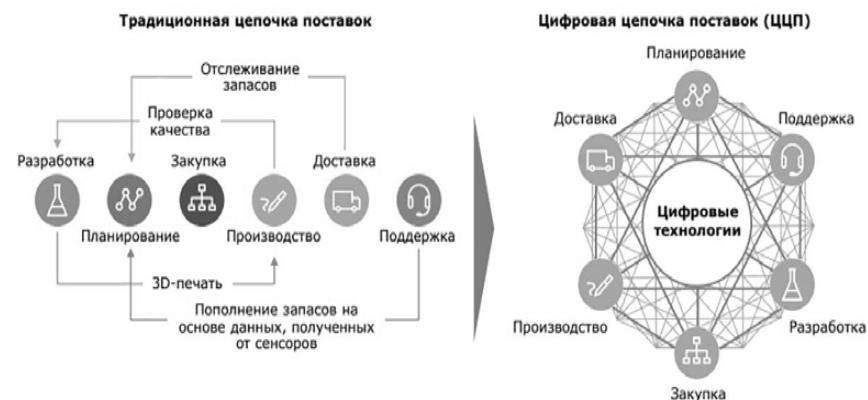 Традиционная цепочка поставок
Отслеживание
запасов
Проверка
качества
Разработка
Закупка
Доставка
Планирование
Производство
Поддержка
3D-печать
Пополнение запасов на
основе данных, полученных
от сенсоров
Цифровая цепочка поставок (ЦЦП)
Планирование
Доставка
Поддержка
Цифровые
технологии
Производство
Разработка
Закупка